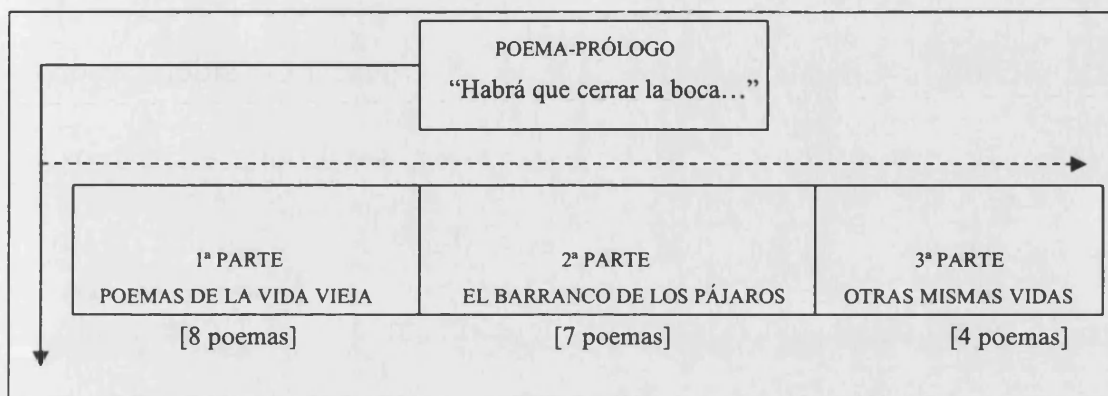 POEMA-PRÓLOGO
“Habrá que cerrar la boca…”
1ª PARTE
POEMAS DE LA VIDA VIEJA
[8 poemas]
2ª PARTE
EL BARRANCO DE LOS PÁJAROS
[7 poemas]
3ª PARTE
OTRAS MISMAS VIDAS
[4 poemas]